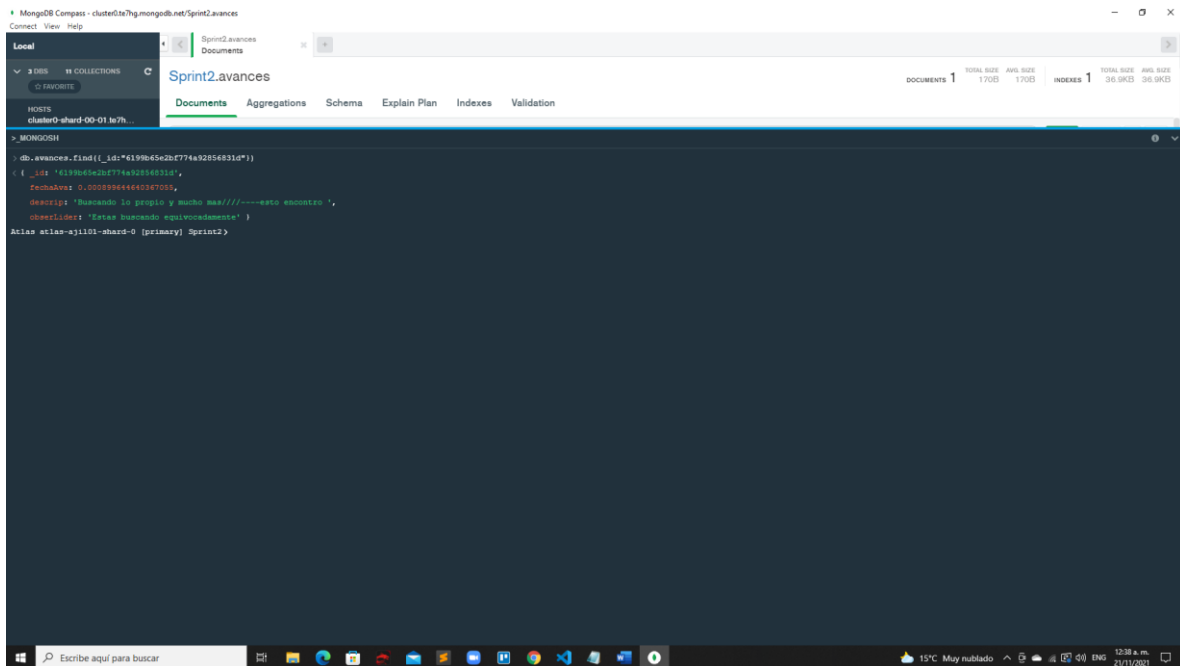 MongoDB Compass - cluster0.te7hg.mongodb.net/Sprint2.avances
Connect View Help
Local
Sprint2.avances
Documents
3 DBS 11 COLLECTIONS
FAVORITE
HOSTS
cluster0-shard-00-01.te7h...
Sprint2.avances
DOCUMENTS 1 TOTAL SIZE 170B AVG. SIZE 170B INDEXES 1 TOTAL SIZE 36.9KB AVG. SIZE 36.9KB
Documents Aggregations Schema Explain Plan Indexes Validation
>_MONGOSH
> db.avances.find({_id:"6199b65e2bf774a92856831d"})
< { _id: '6199b65e2bf774a92856831d',
fechaAva: 0.000899644640367055,
descrip: 'Buscando lo propio y mucho mas////----esto encontro ',
obserLider: 'Estas buscando equivocadamente' }
Atlas atlas-aji101-shard-0 [primary] Sprint2>
Escribe aquí para buscar
15°C Muy nublado
ENG
12:38 a. m.
21/11/2021